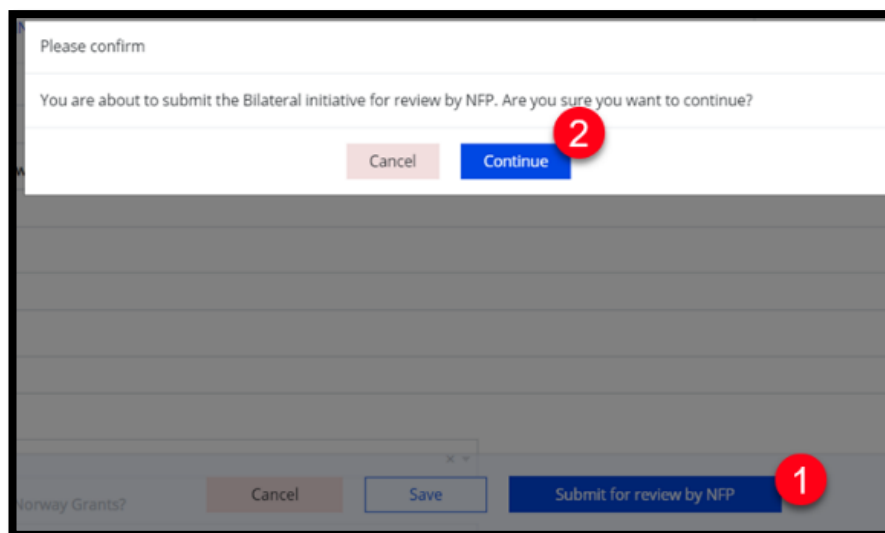 Please confirm
You are about to submit the Bilateral initiative for review by NFP. Are you sure you want to continue?
2
Cancel
Continue
1
Norway Grants?
Cancel
Save
Submit for review by NFP